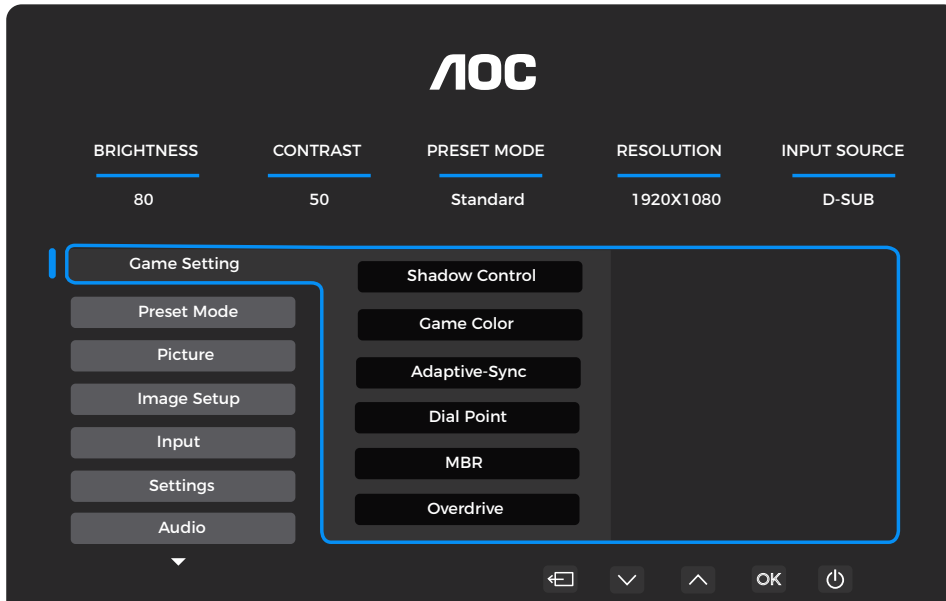 AOC
BRIGHTNESS CONTRAST PRESET MODE RESOLUTION INPUT SOURCE
80 50 Standard 1920X1080 D-SUB
Game Setting
Preset Mode
Picture
Image Setup
Input
Settings
Audio
Shadow Control
Game Color
Adaptive-Sync
Dial Point
MBR
Overdrive
OK